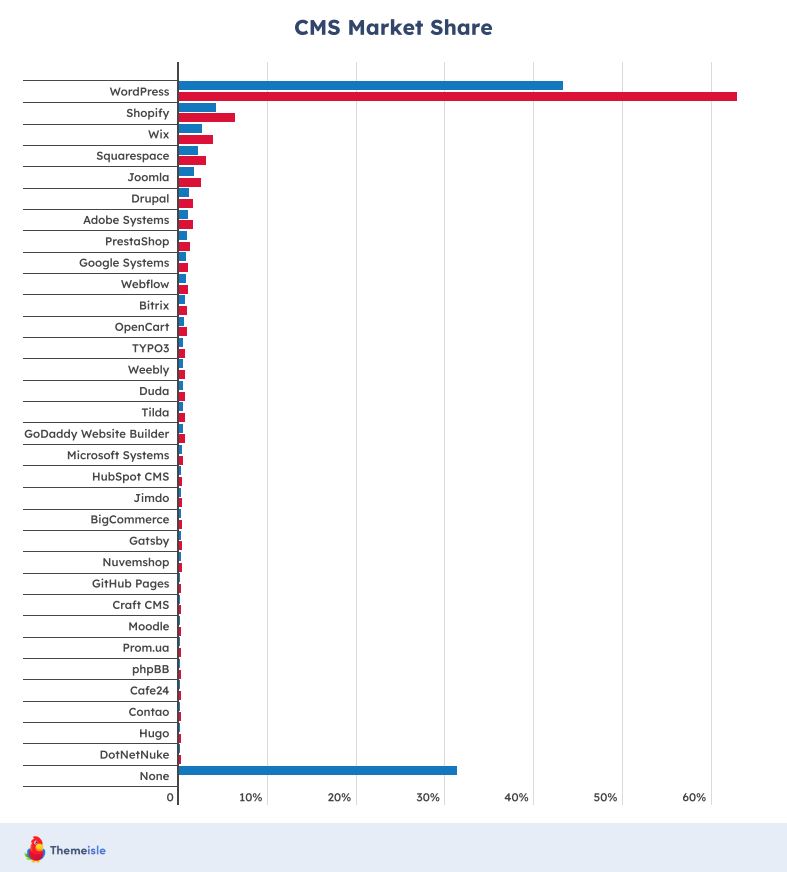 CMS Market Share
WordPress
Shopify
Wix
Squarespace
Joomla
Drupal
Adobe Systems
PrestaShop
Google Systems
Webflow
Bitrix
OpenCart
TYPO3
Weebly
Duda
Tilda
GoDaddy Website Builder
Microsoft Systems
HubSpot CMS
Jimdo
BigCommerce
Gatsby
Nuvemshop
GitHub Pages
Craft CMS
Moodle
Prom.ua
phpBB
Cafe24
Contao
Hugo
DotNetNuke
None
0 10% 20% 30% 40% 50% 60%
Themeisle